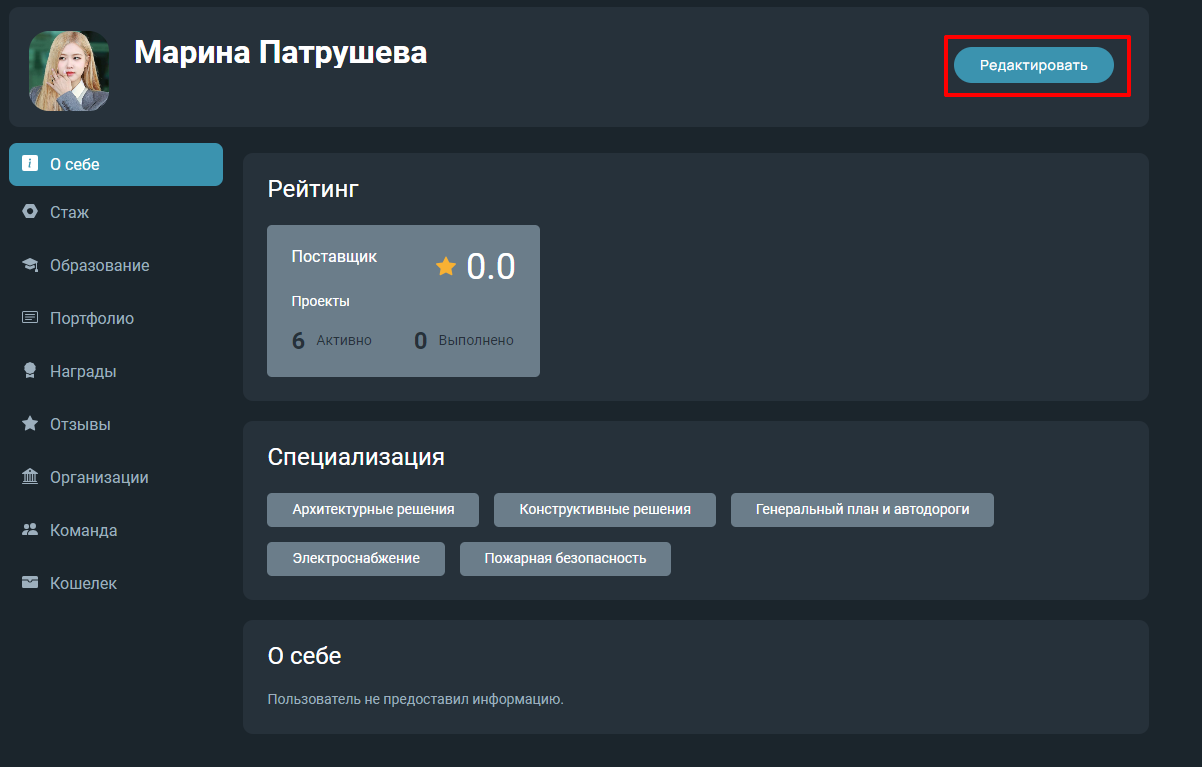 Марина Патрушева
Редактировать
О себе
Стаж
Образование
Портфолио
Награды
Отзывы
Организации
Команда
Кошелек
Рейтинг
Поставщик
0.0
Проекты
6 Активно 0 Выполнено
Специализация
Архитектурные решения Конструктивные решения Генеральный план и автодороги
Электроснабжение Пожарная безопасность
О себе
Пользователь не предоставил информацию.